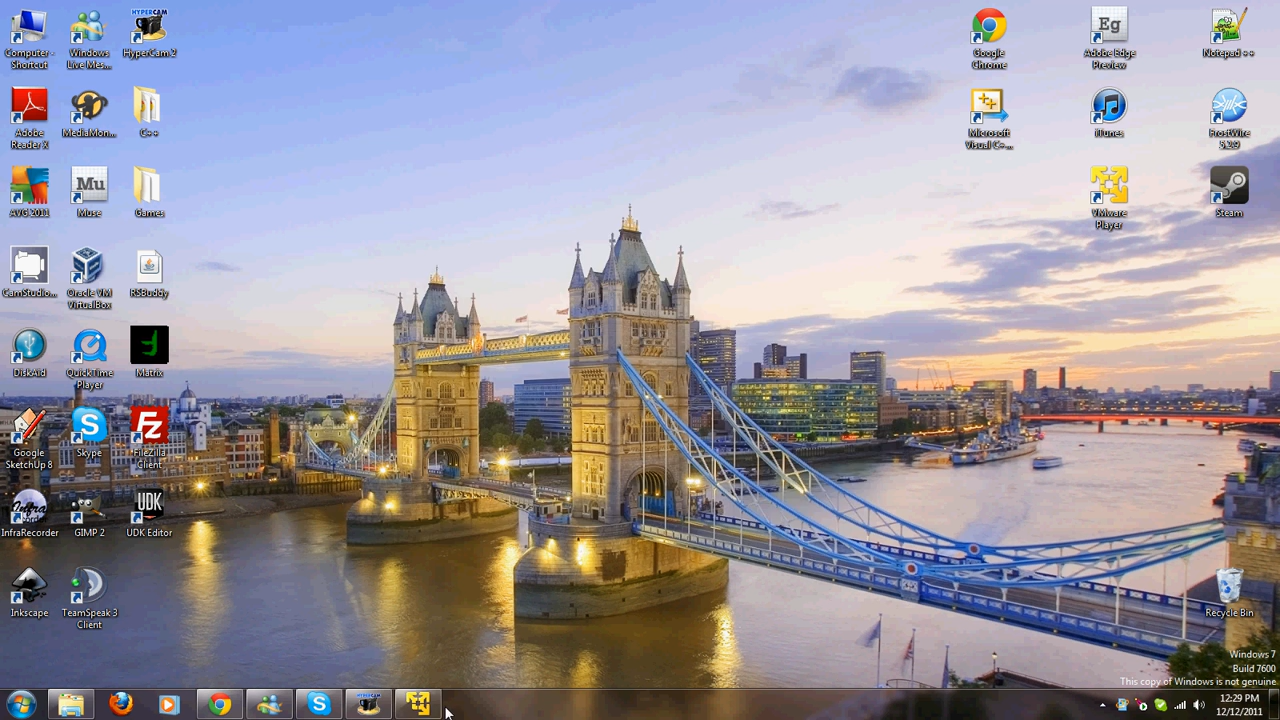 Computer -
Shortcut
Windows
Live Mes...
HYPERCAM
HyperCam 2
Adobe
Reader X
MediaMon...
C++
AVG 2011
Mu
Muse
Games
CamStudio...
Oracle VM
VirtualBox
RSBuddy
DiskAid
QuickTime
Player
Matrix
Google
SketchUp 8
Skype
FileZilla
Client
Infra
InfraRecorder
GIMP 2
UDK
UDK Editor
Inkscape
TeamSpeak 3
Client
Google
Chrome
Eg
Adobe Edge
Preview
Notepad ++
Microsoft
Visual C+...
iTunes
FrostWire
5.2.9
VMware
Player
Steam
Recycle Bin
Windows 7
Build 7600
This copy of Windows is not genuine
HYPERCAM
12:29 PM
12/12/2011